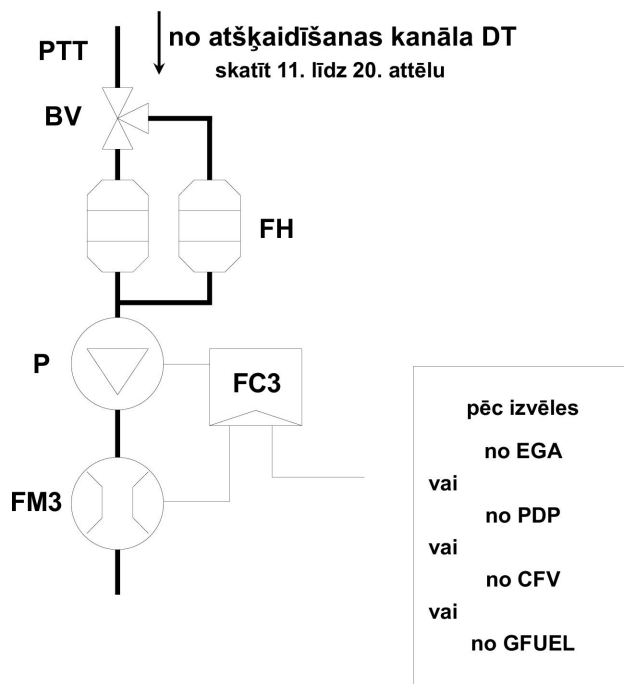 no atšķaidīšanas kanāla DT
skatīt 11. līdz 20. attēlu
PTT
BV
FH
P
FC3
FM3
pēc izvēles
no EGA
vai
no PDP
vai
no CFV
vai
no GFUEL